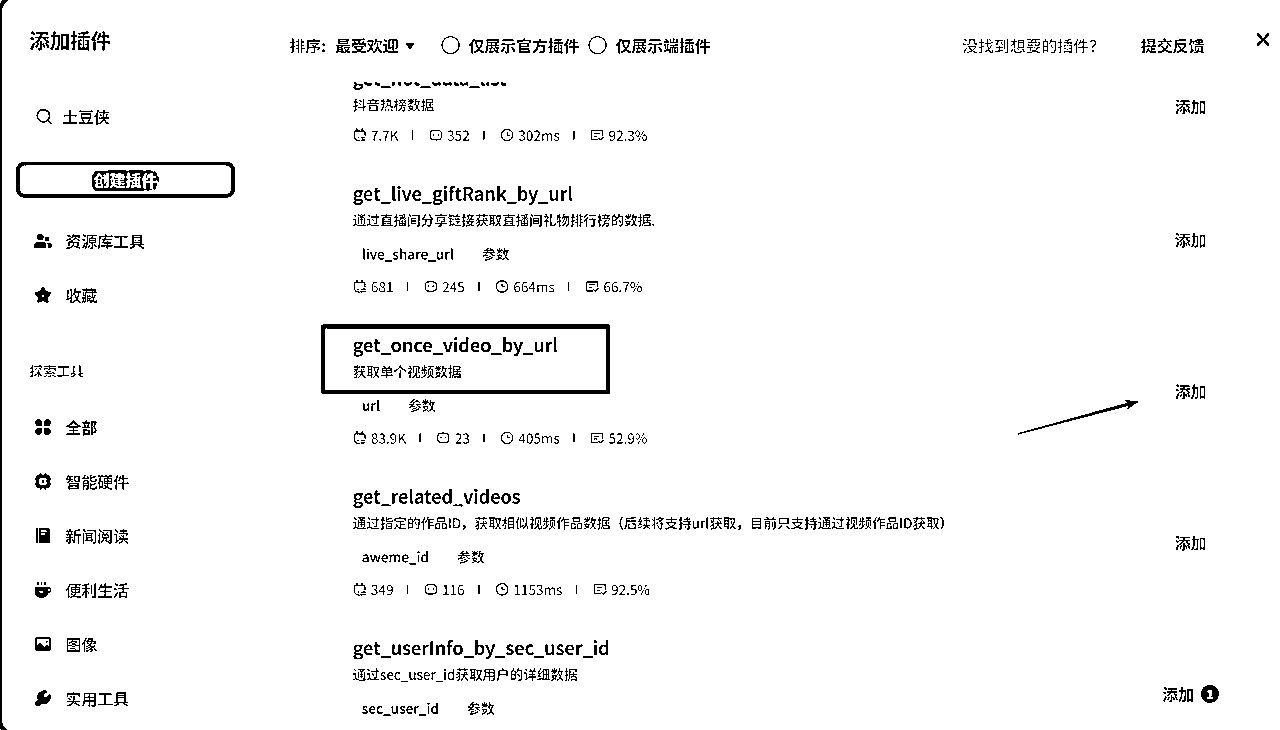 添加插件
排序: 最受欢迎 仅展示官方插件 仅展示端插件 没找到想要的插件? 提交反馈
土豆侠
创建插件
资源库工具
收藏
探索工具
全部
智能硬件
新闻阅读
便利生活
图像
实用工具
get_hot_data_list
抖音热榜数据
7.7K 352 302ms 92.3%
添加
get_live_giftRank_by_url
通过直播间分享链接获取直播间礼物排行榜的数据.
live_share_url 参数
681 245 664ms 66.7%
添加
get_once_video_by_url
获取单个视频数据
url 参数
83.9K 23 405ms 52.9%
添加
get_related_videos
通过指定的作品ID，获取相似视频作品数据（后续将支持url获取，目前只支持通过视频作品ID获取）
aweme_id 参数
349 116 1153ms 92.5%
添加
get_userInfo_by_sec_user_id
通过sec_user_id获取用户的详细数据
sec_user_id 参数
添加 1